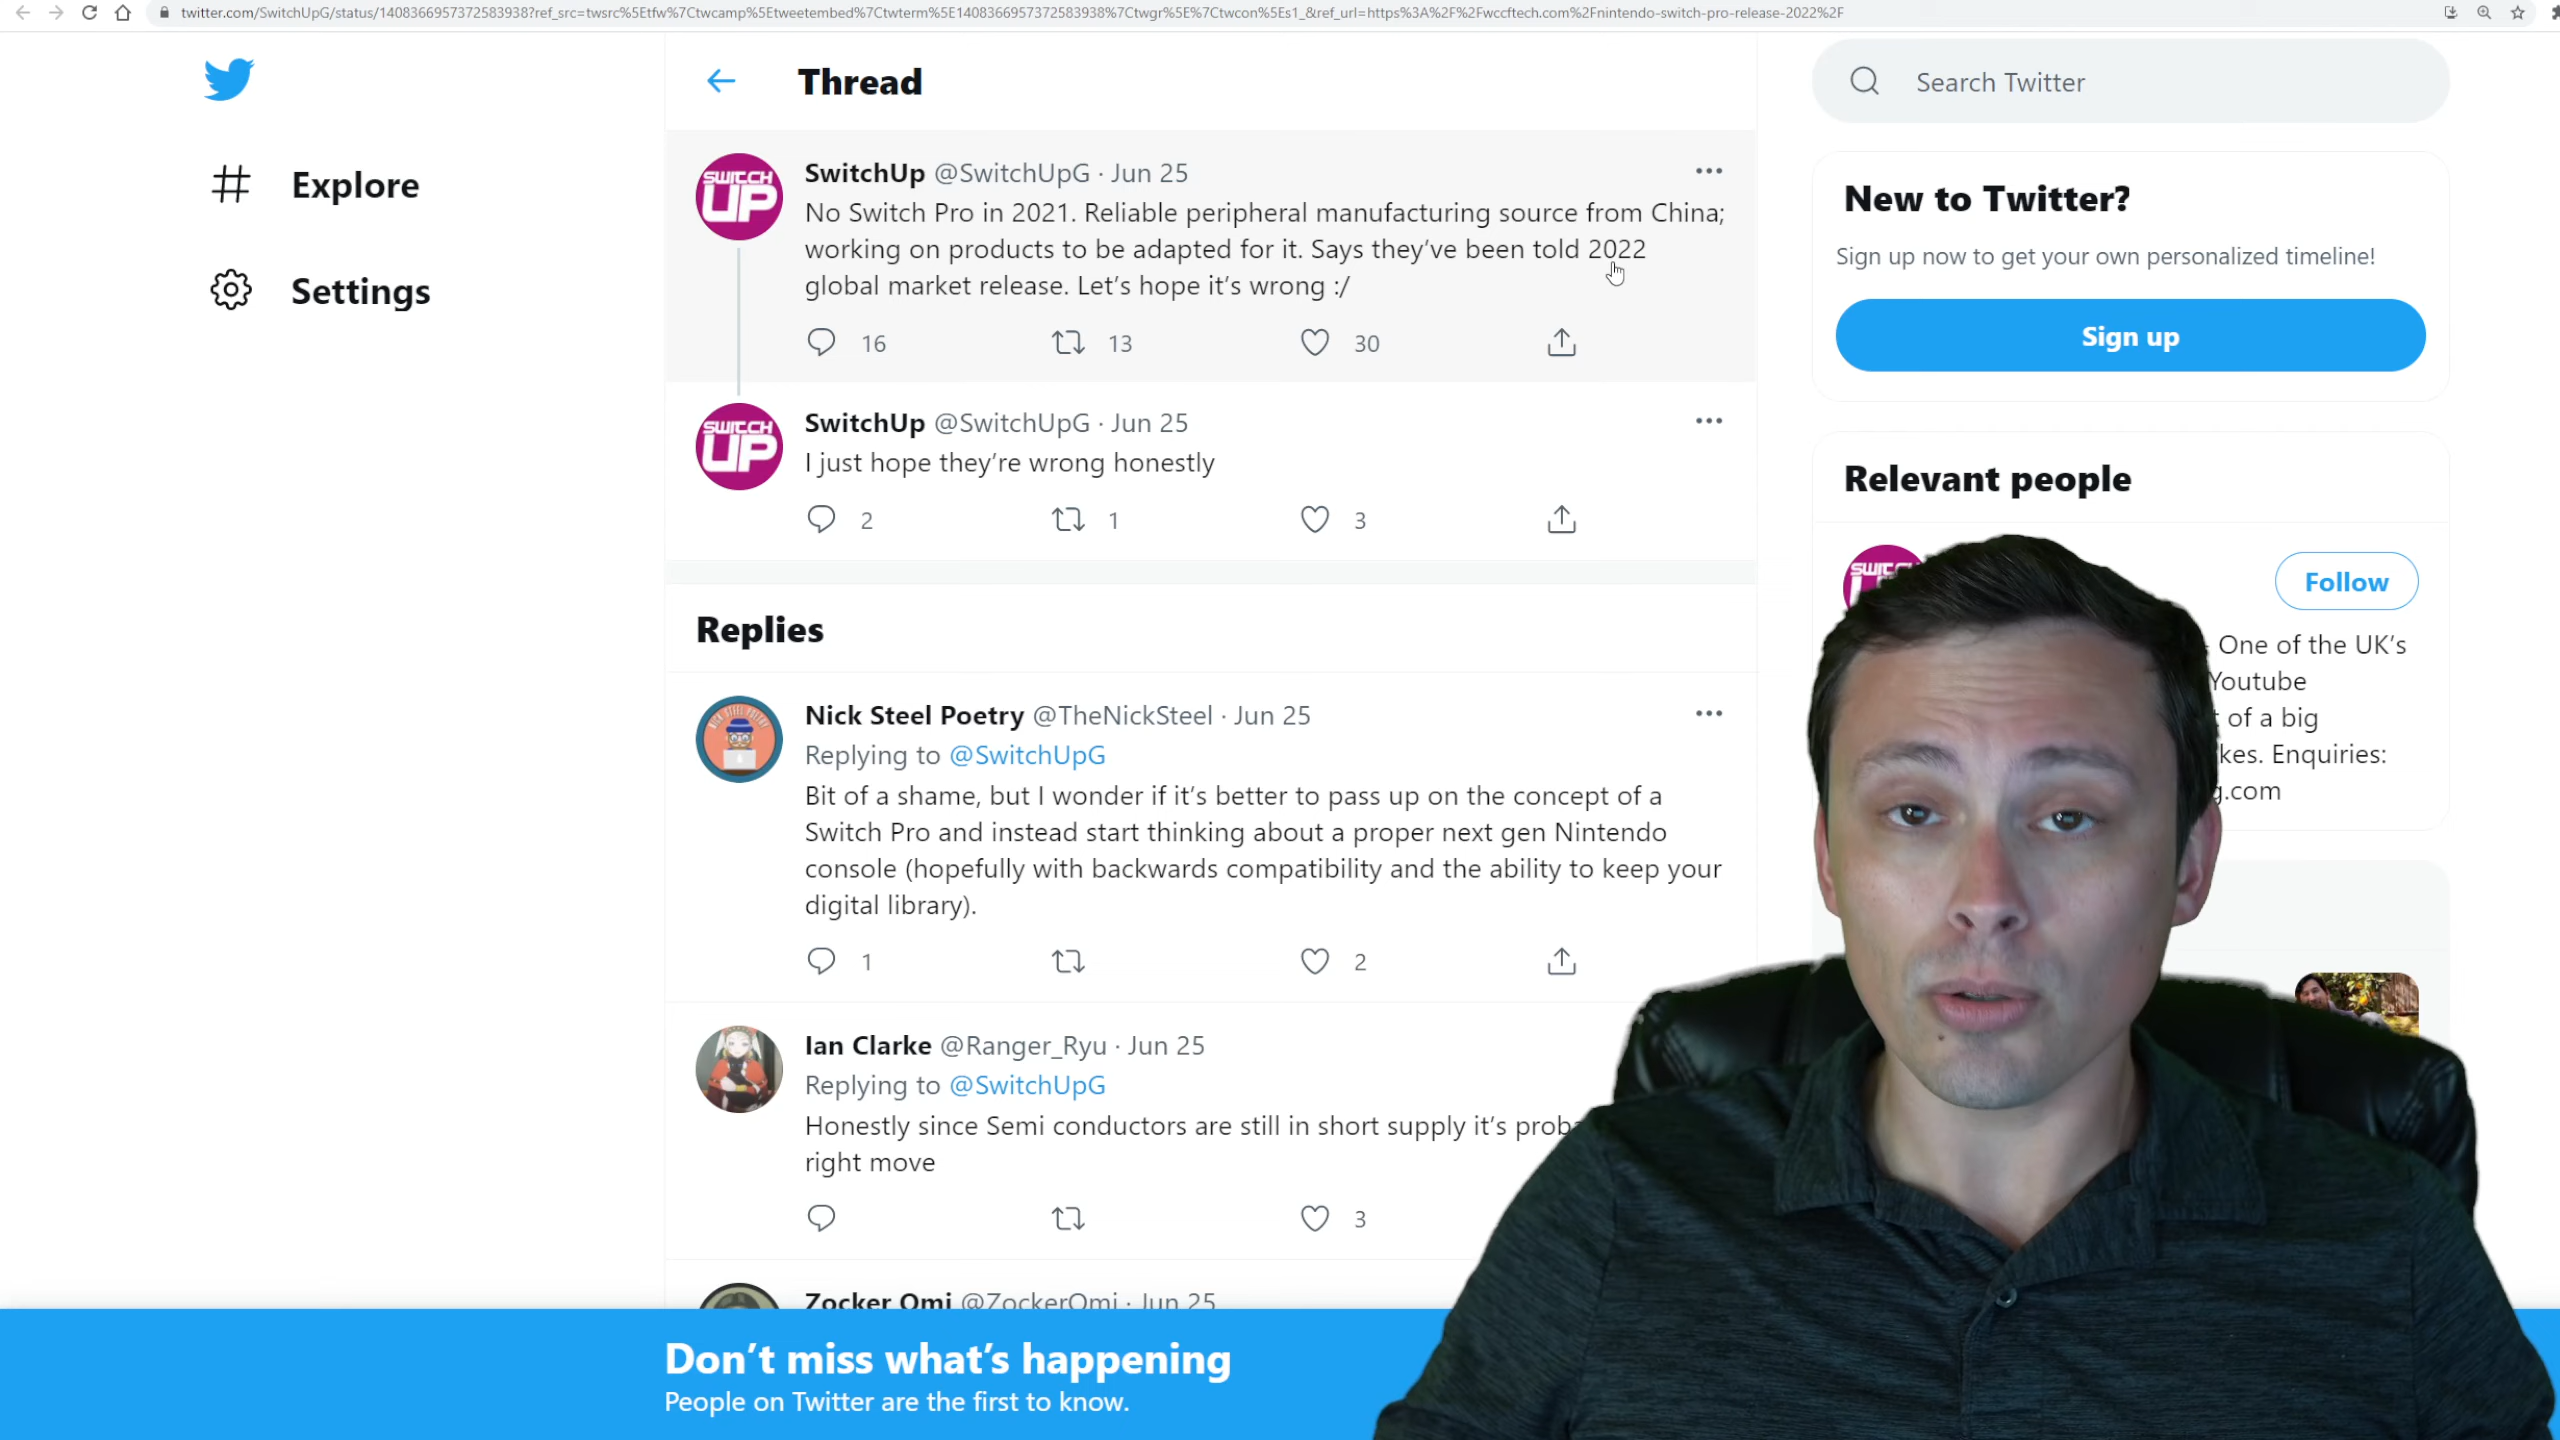 twitter.com/SwitchUpG/status/1408366957372583938?ref_src=twsrc%5Etfw%7Ctwcamp%5Etweetembed%7Ctwterm%5E1408366957372583938%7Ctwgr%5E%7Ctwcon%5Es1_&ref_url=https%3A%2F%2Fwccftech.com%2Fnintendo-switch-pro-release-2022%2F
Explore
Settings
Thread
SWITCH UP
SwitchUp @SwitchUpG · Jun 25
No Switch Pro in 2021. Reliable peripheral manufacturing source from China;
working on products to be adapted for it. Says they’ve been told 2022
global market release. Let’s hope it’s wrong :/
16 13 30
SWITCH UP
SwitchUp @SwitchUpG · Jun 25
I just hope they’re wrong honestly
2 1 3
Replies
NICK STEEL POETRY
Nick Steel Poetry @TheNickSteel · Jun 25
Replying to @SwitchUpG
Bit of a shame, but I wonder if it’s better to pass up on the concept of a
Switch Pro and instead start thinking about a proper next gen Nintendo
console (hopefully with backwards compatibility and the ability to keep your
digital library).
1 2
Ian Clarke @Ranger_Ryu · Jun 25
Replying to @SwitchUpG
Honestly since Semi conductors are still in short supply it’s
right move
3
Zocker Omi @ZockerOmi · Jun 25
Don’t miss what’s happening
People on Twitter are the first to know.
Search Twitter
New to Twitter?
Sign up now to get your own personalized timeline!
Sign up
Relevant people
Follow
One of the UK’s
Youtube
of a big
Enquiries:
.com